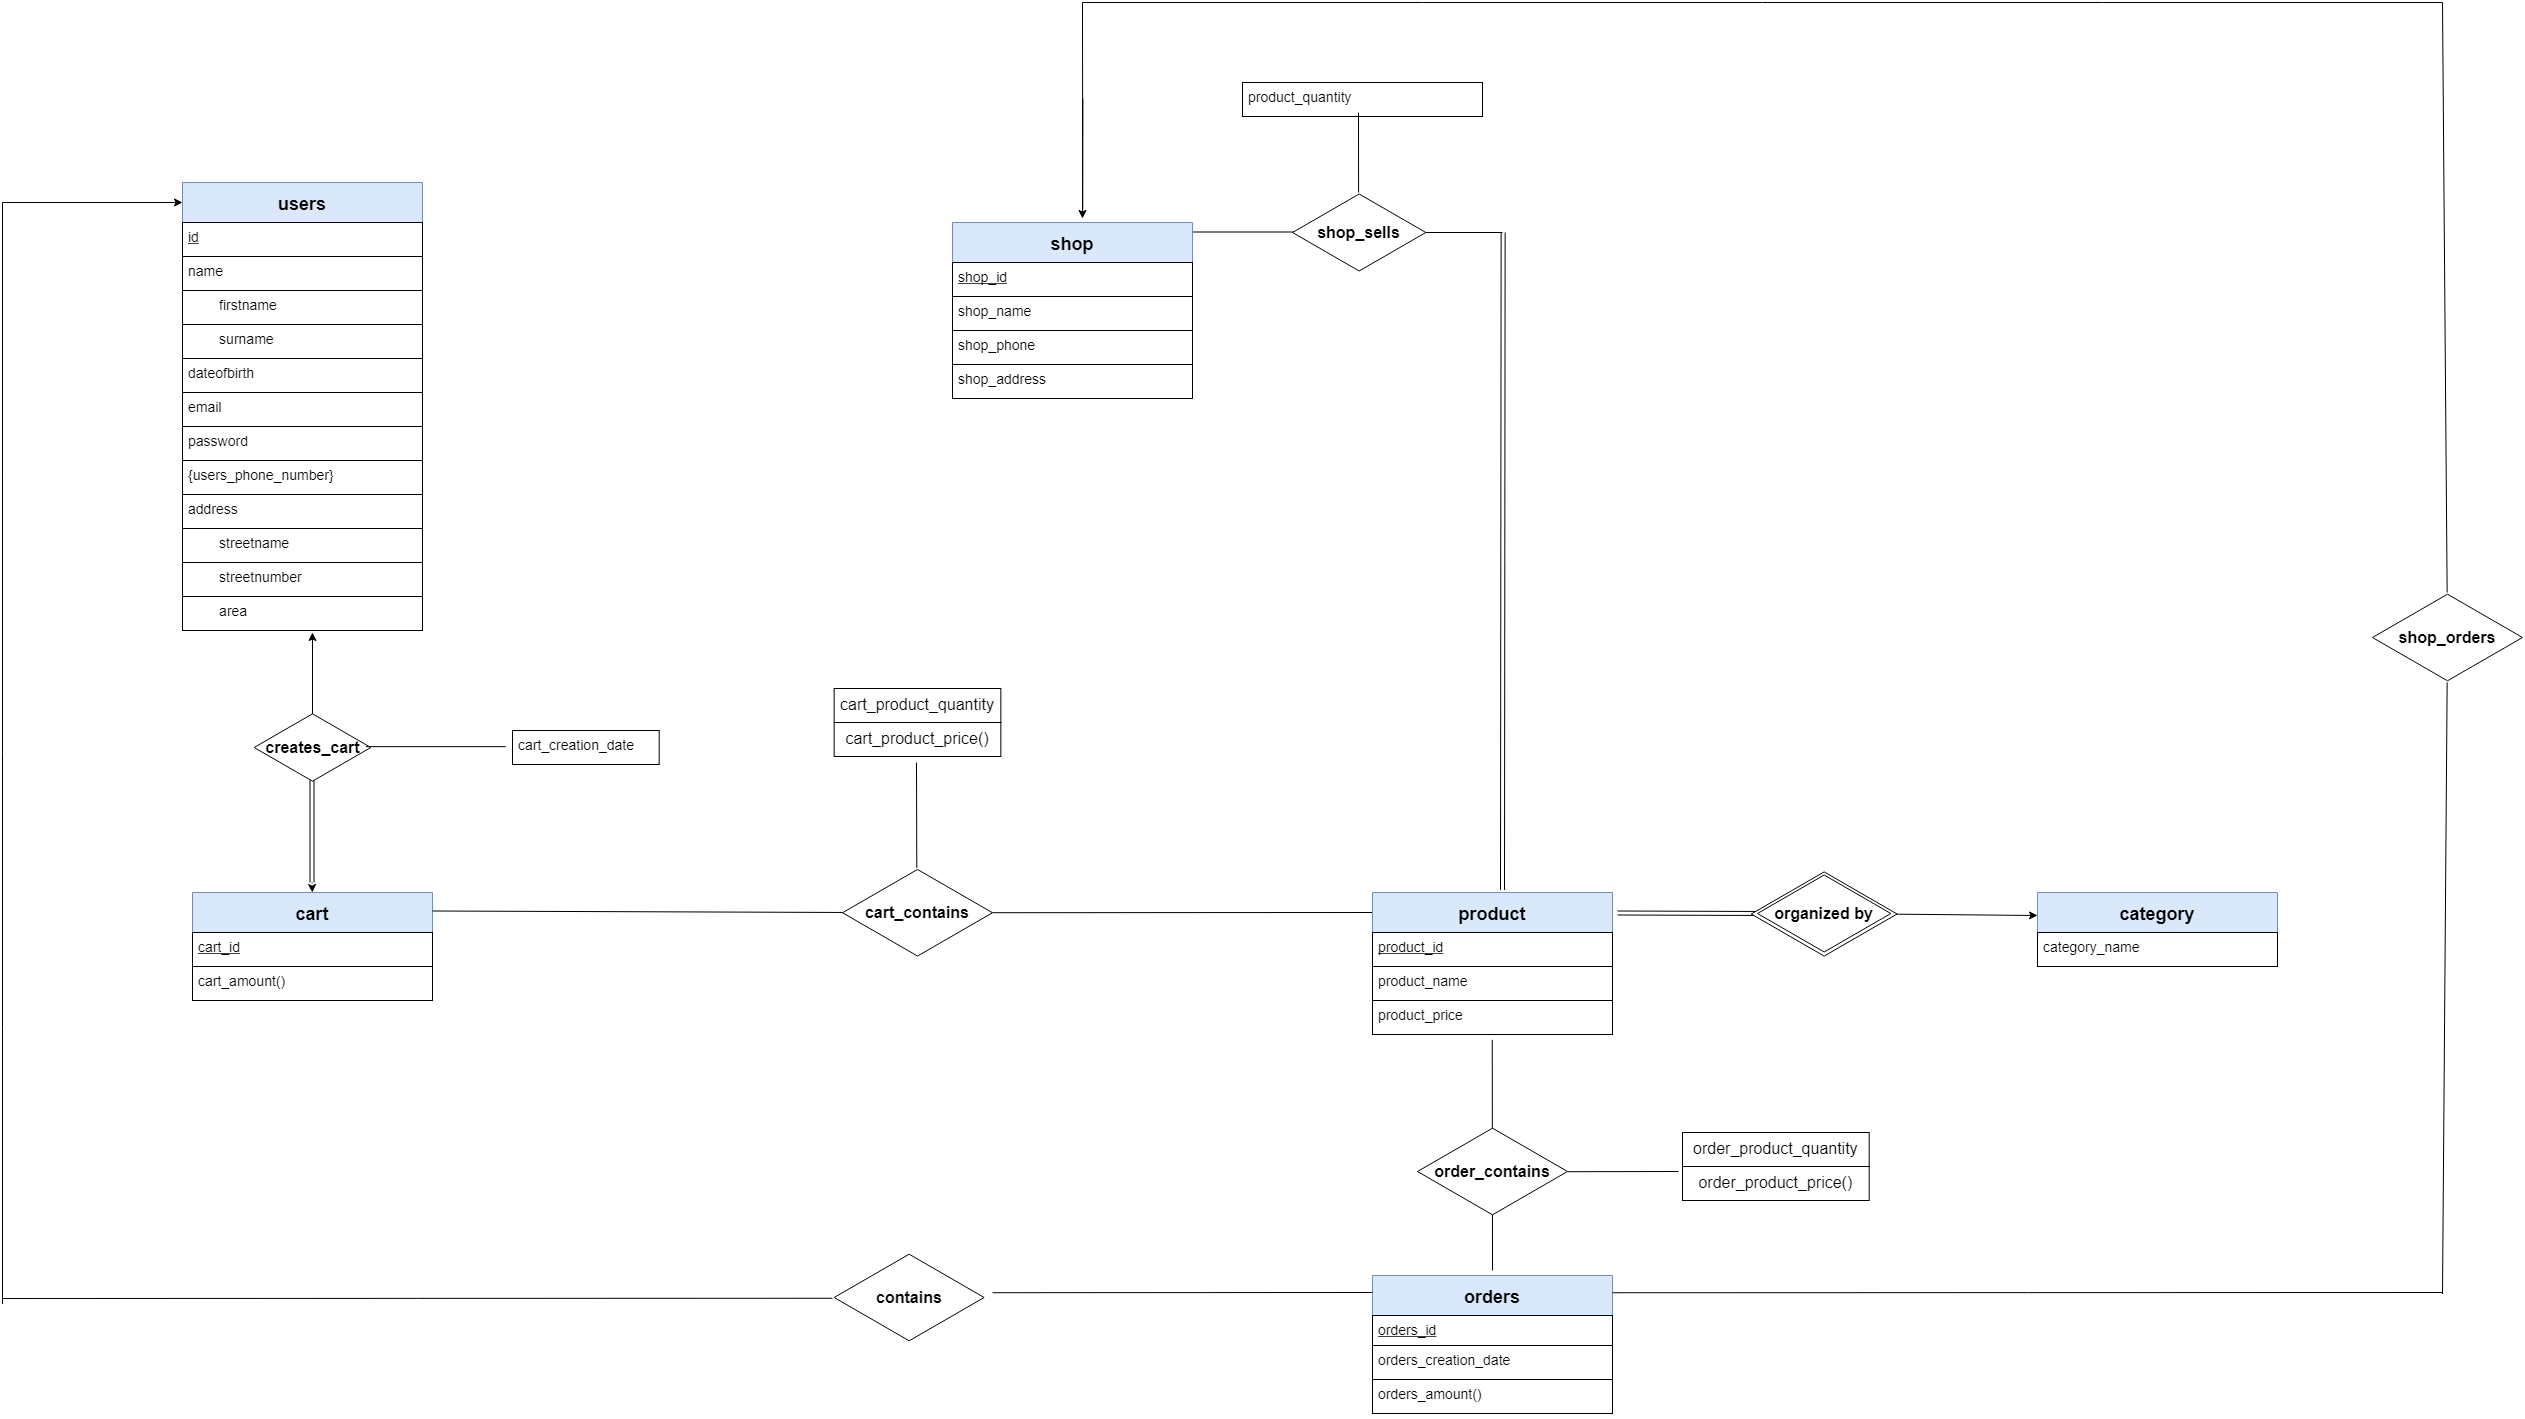 product_quantity
users
id
name
firstname
surname
dateofbirth
email
password
{users_phone_number}
address
streetname
streetnumber
area
shop
shop_id
shop_name
shop_phone
shop_address
shop_sells
shop_orders
creates_cart
cart_creation_date
cart_product_quantity
cart_product_price()
cart
cart_id
cart_amount()
cart_contains
product
product_id
product_name
product_price
organized by
category
category_name
order_contains
order_product_quantity
order_product_price()
contains
orders
orders_id
orders_creation_date
orders_amount()